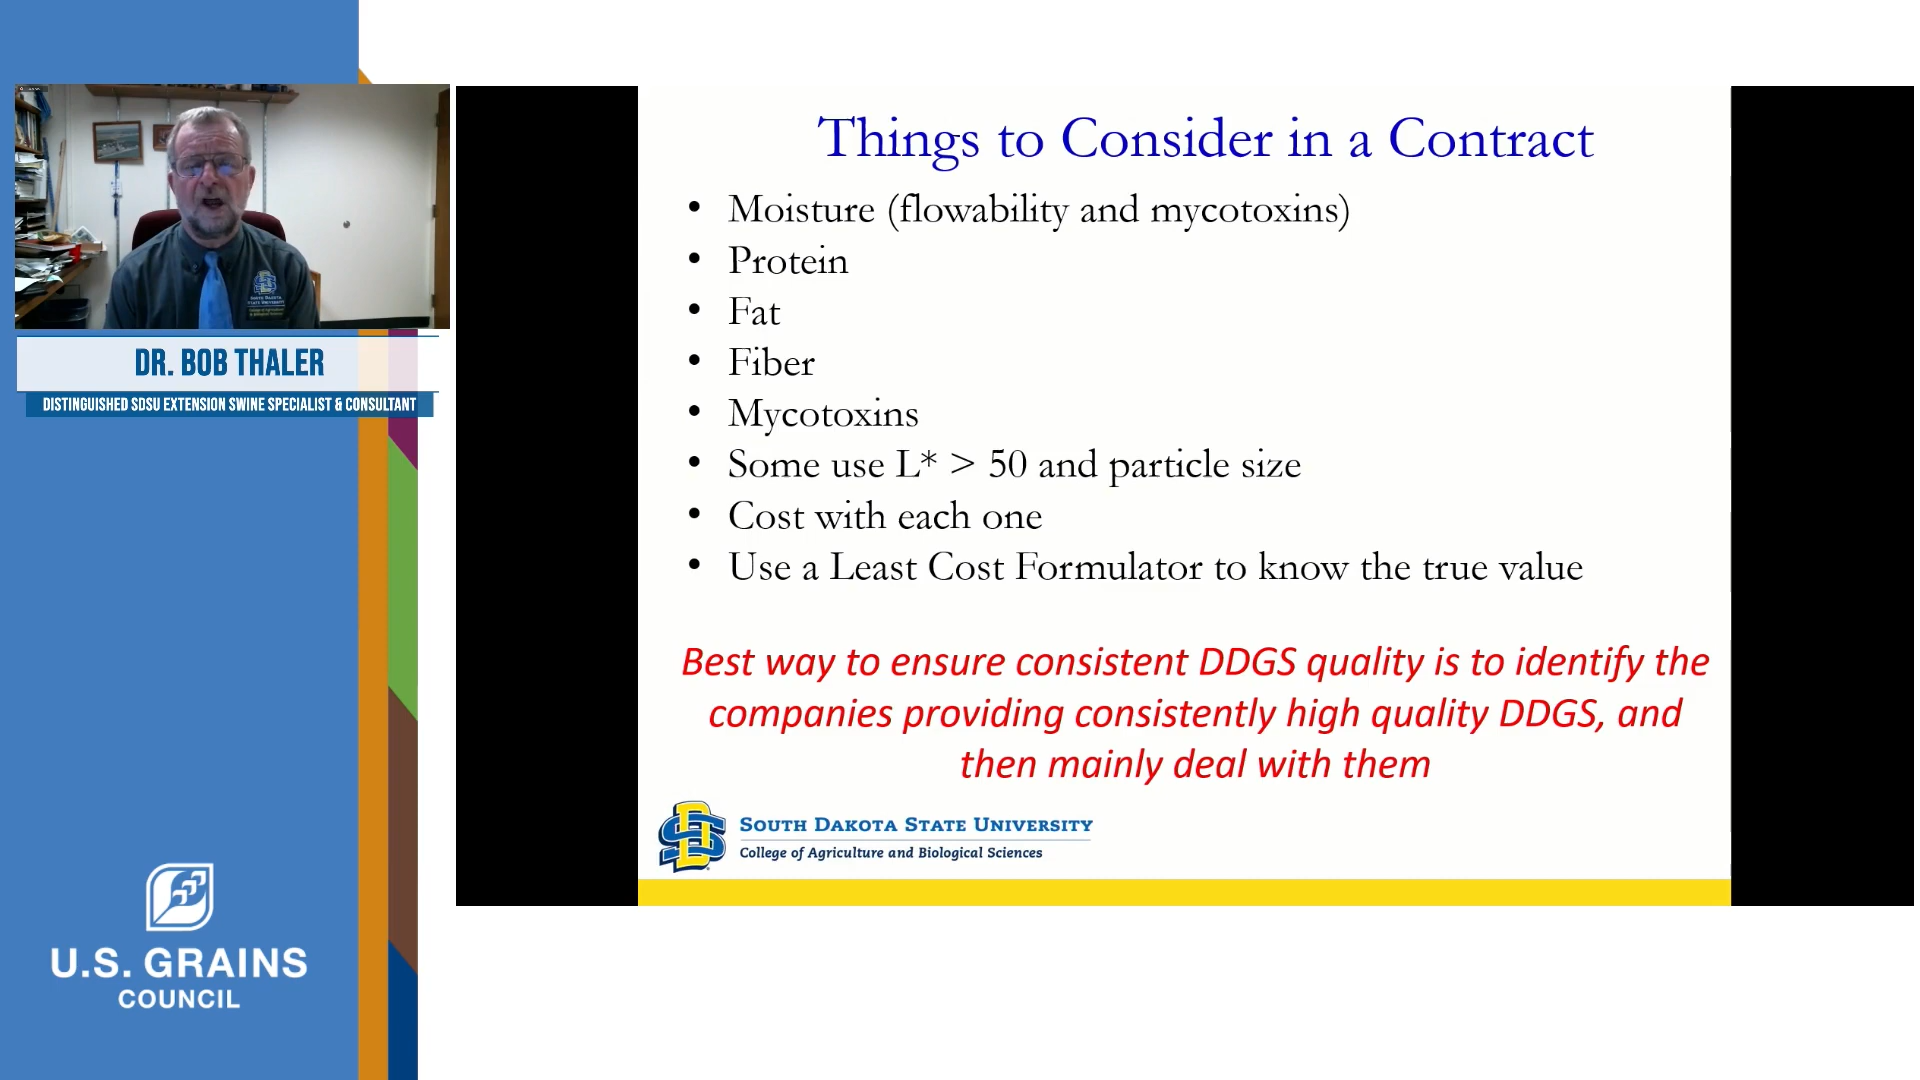 DR. BOB THALER
DISTINGUISHED SDSU EXTENSION SWINE SPECIALIST & CONSULTANT
U.S. GRAINS
COUNCIL
Things to Consider in a Contract
• Moisture (flowability and mycotoxins)
• Protein
• Fat
• Fiber
• Mycotoxins
• Some use L* > 50 and particle size
• Cost with each one
• Use a Least Cost Formulator to know the true value
Best way to ensure consistent DDGS quality is to identify the
companies providing consistently high quality DDGS, and
then mainly deal with them
SOUTH DAKOTA STATE UNIVERSITY
College of Agriculture and Biological Sciences